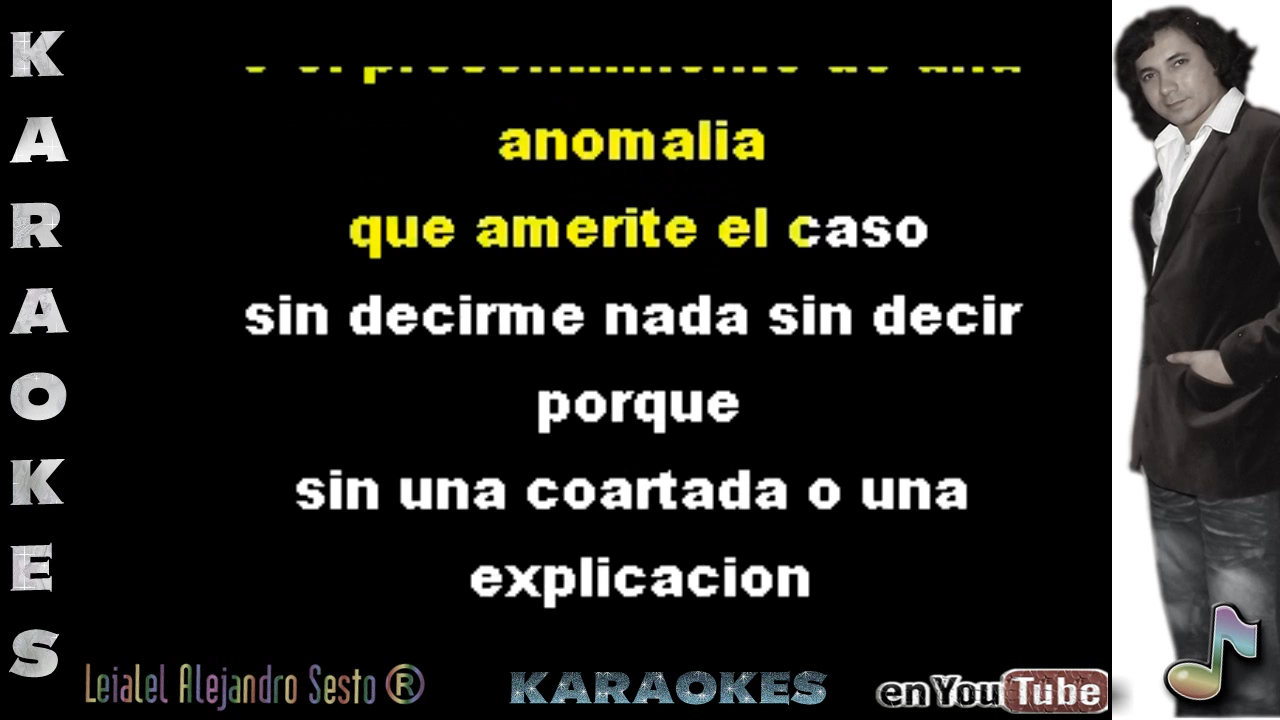 KARAOKES
anomalia
que amerite el caso
sin decirme nada sin decir
porque
sin una coartada o una
explicacion
Leialel Alejandro Sesto ®
KARAOKES
en YouTube